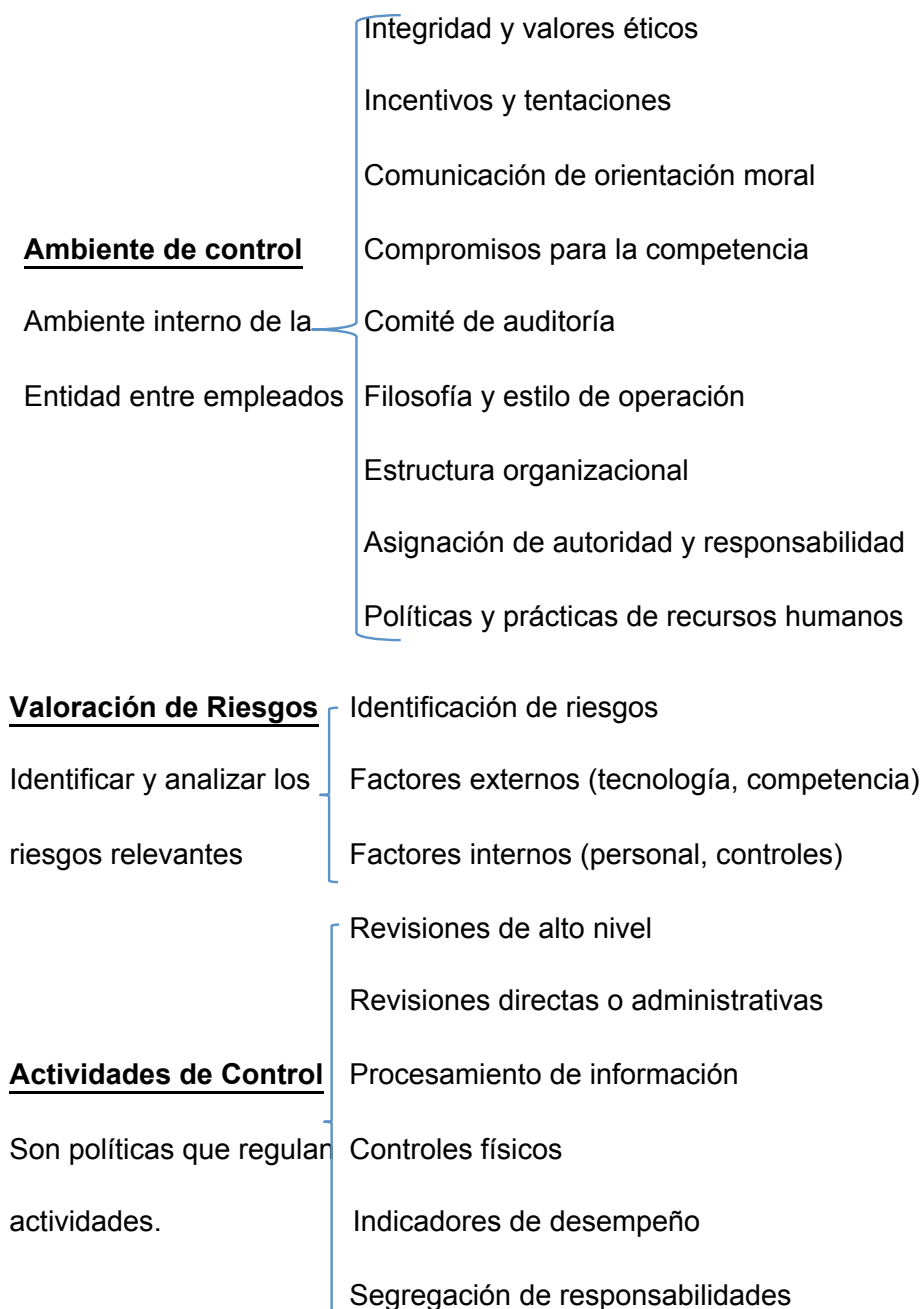 Integridad y valores éticos
Incentivos y tentaciones
Comunicación de orientación moral
Ambiente de control Compromisos para la competencia
Ambiente interno de la Comité de auditoría
Entidad entre empleados Filosofía y estilo de operación
Estructura organizacional
Asignación de autoridad y responsabilidad
Políticas y prácticas de recursos humanos
Valoración de Riesgos Identificación de riesgos
Identificar y analizar los Factores externos (tecnología, competencia)
riesgos relevantes Factores internos (personal, controles)
Revisiones de alto nivel
Revisiones directas o administrativas
Actividades de Control Procesamiento de información
Son políticas que regulan Controles físicos
actividades. Indicadores de desempeño
Segregación de responsabilidades